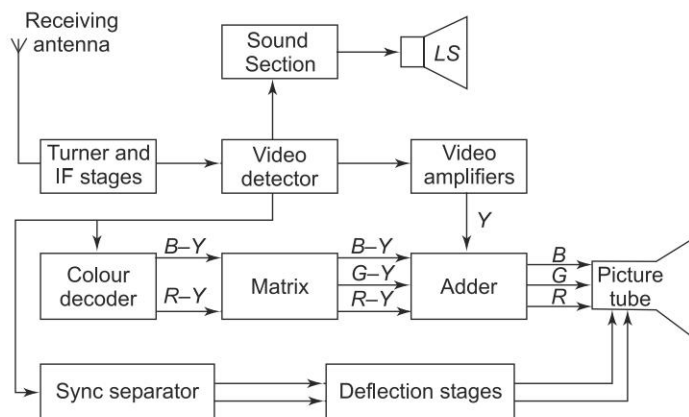 Receiving
antenna
Sound
Section
LS
Turner and
IF stages
Video
detector
Video
amplifiers
Y
Colour
decoder
B–Y
R–Y
Matrix
B–Y
G–Y
R–Y
Adder
B
G
R
Picture
tube
Sync separator
Deflection stages